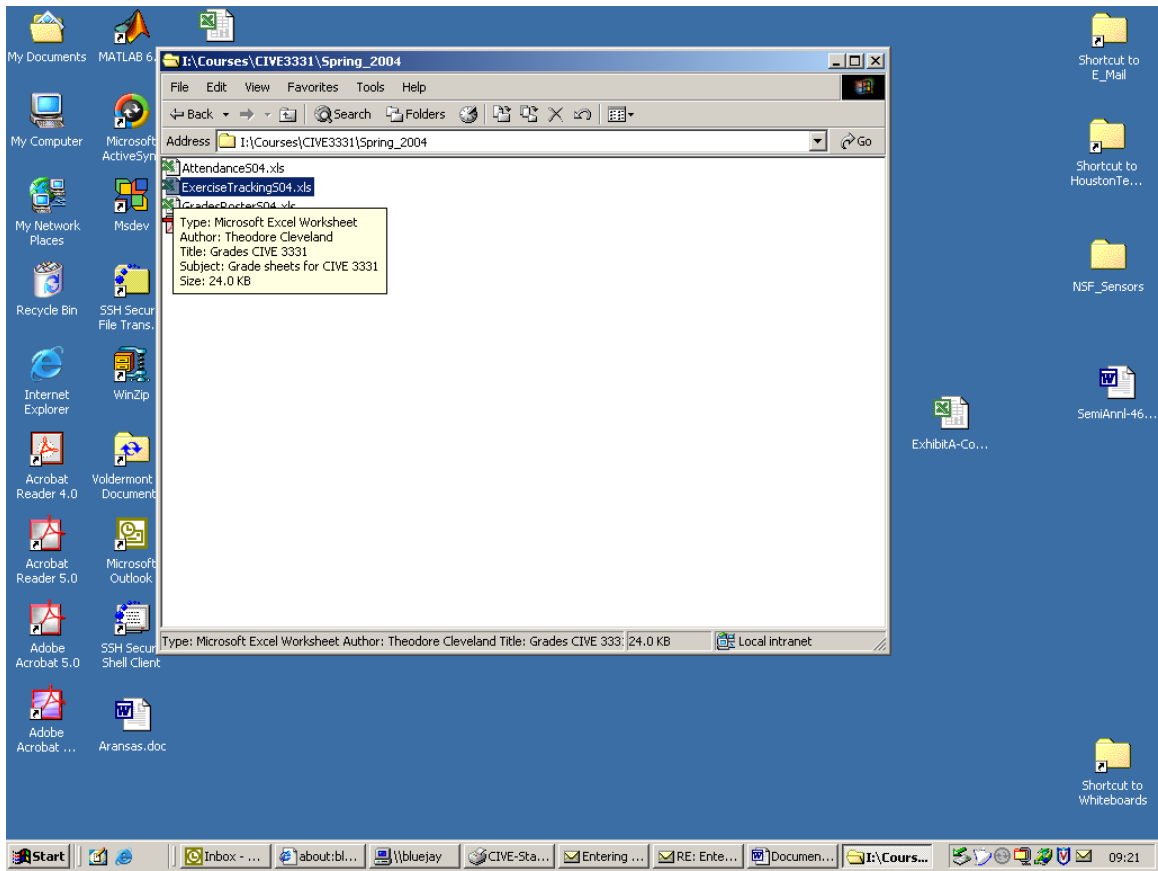 My Documents
MATLAB 6.
I:\Courses\CIVE3331\Spring_2004
File Edit View Favorites Tools Help
Back
Search
Folders
Address
I:\Courses\CIVE3331\Spring_2004
Go
AttendanceS04.xls
ExerciseTrackingS04.xls
GradesRosterS04.xls
Type: Microsoft Excel Worksheet
Author: Theodore Cleveland
Title: Grades CIVE 3331
Subject: Grade sheets for CIVE 3331
Size: 24.0 KB
Type: Microsoft Excel Worksheet Author: Theodore Cleveland Title: Grades CIVE 333
24.0 KB
Local intranet
My Computer
Microsoft
ActiveSyn
My Network
Places
Msdev
Recycle Bin
SSH Secur
File Trans.
Internet
Explorer
WinZip
Acrobat
Reader 4.0
Voldermont
Document
Acrobat
Reader 5.0
Microsoft
Outlook
Adobe
Acrobat 5.0
SSH Secur
Shell Client
Adobe
Acrobat ...
Aransas.doc
Shortcut to
E_Mail
Shortcut to
HoustonTe...
NSF_Sensors
SemiAnnl-46...
ExhibitA-Co...
Shortcut to
Whiteboards
Start
Inbox - ...
about:bl...
\\bluejay
CIVE-Sta...
Entering ...
RE: Ente...
Documen...
I:\Cours...
09:21